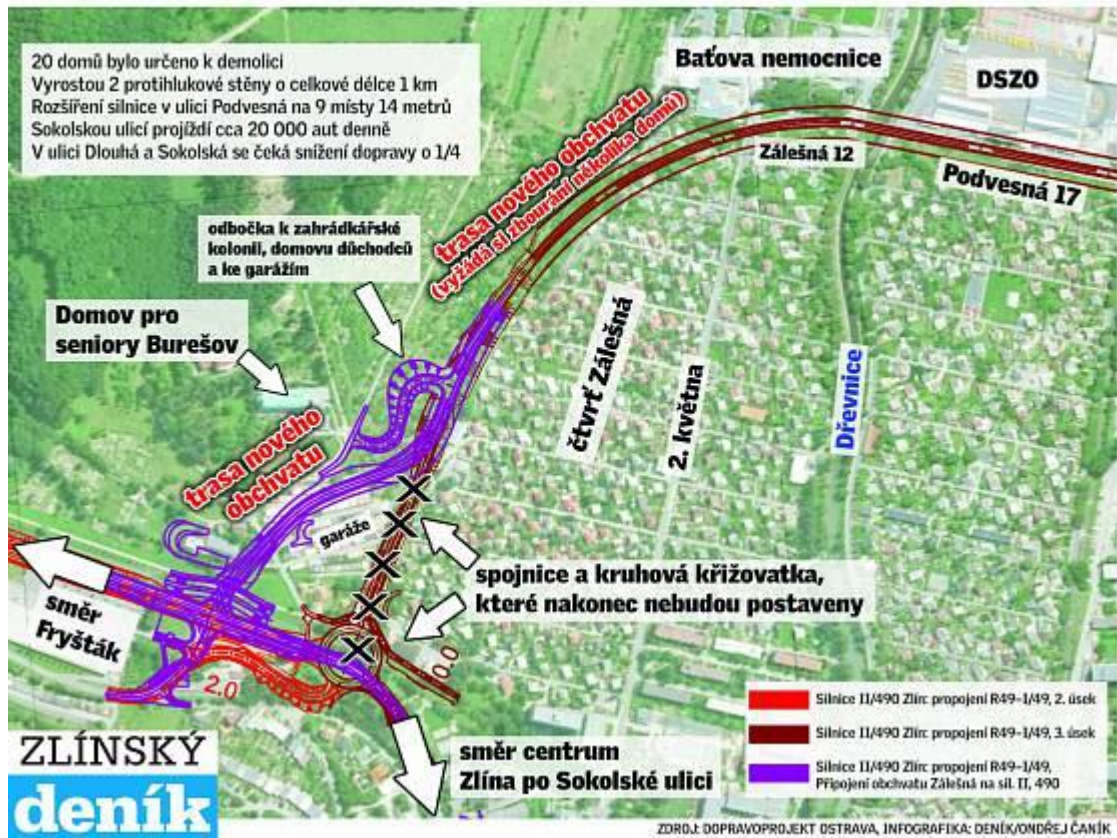 20 domů bylo určeno k demolici
Vyrostou 2 protihlukové stěny o celkové délce 1 km
Rozšíření silnice v ulici Podvesná na 9 místy 14 metrů
Sokolskou ulicí projíždí cca 20 000 aut denně
V ulici Dlouhá a Sokolská se čeká snížení dopravy o 1/4
Baťova nemocnice
DSZO
trasa nového obchvatu
(vyžádá si zbourání několika domů)
Zálešná 12
Podvesná 17
odbočka k zahrádkářské
kolonii, domovu důchodců
a ke garážím
Domov pro
seniory Burešov
čtvrť Zálešná
2. května
Dřevnice
trasa nového
obchvatu
garáže
spojnice a kruhová křižovatka,
které nakonec nebudou postaveny
směr
Fryšták
2.0
0.0
směr centrum
Zlína po Sokolské ulici
Silnice II/490 Zlín: propojení R49–I/49, 2. úsek
Silnice II/490 Zlín: propojení R49–I/49, 3. úsek
Silnice II/490 Zlín: propojení R49–I/49,
Připojení obchvatu Zálešná na sil. II, 490
ZLÍNSKÝ
deník
ZDROJ: DOPRAVOPROJEKT OSTRAVA, INFOGRAFIKA: DENÍK/ONDŘEJ ČANÍK